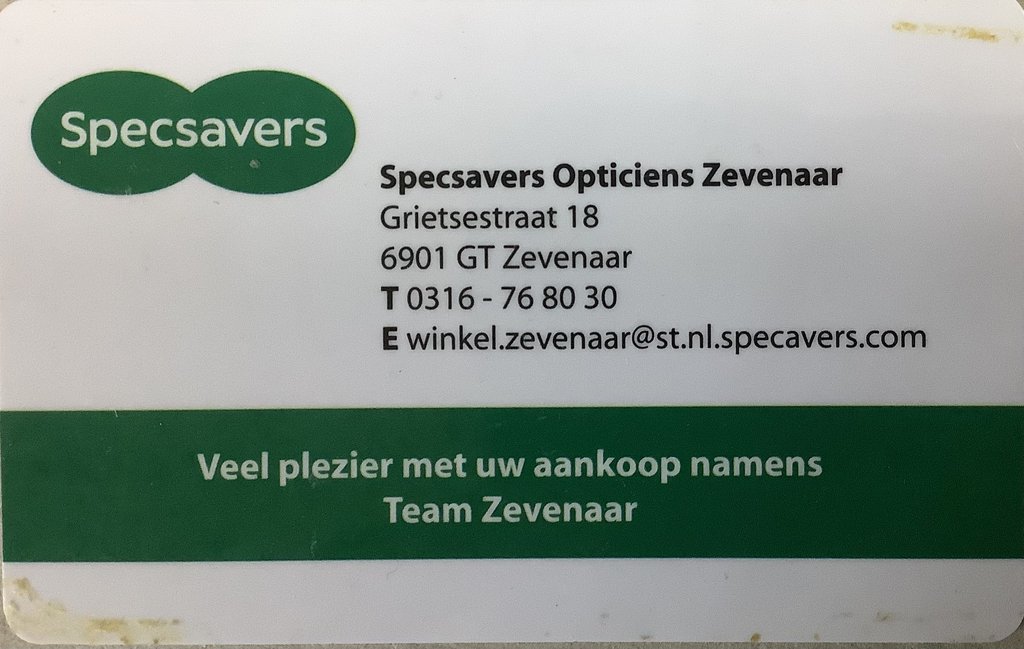 Specsavers
Specsavers Opticiens Zevenaar
Grietsestraat 18
6901 GT Zevenaar
T 0316 - 76 80 30
E winkel.zevenaar@st.nl.specavers.com
Veel plezier met uw aankoop namens
Team Zevenaar